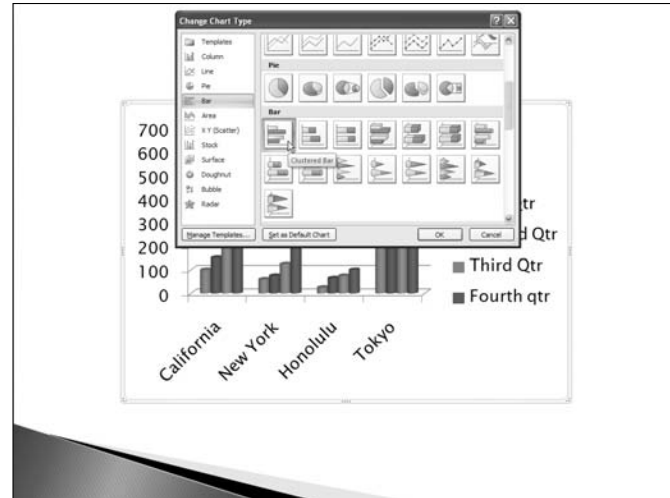 Change Chart Type
Templates
Column
Line
Pie
Bar
Area
X Y (Scatter)
Stock
Surface
Doughnut
Bubble
Radar
Pie
Bar
Clustered Bar
Manage Templates...
Set as Default Chart
OK
Cancel
700
600
500
400
300
200
100
0
California
New York
Honolulu
Tokyo
tr
d Qtr
Third Qtr
Fourth qtr